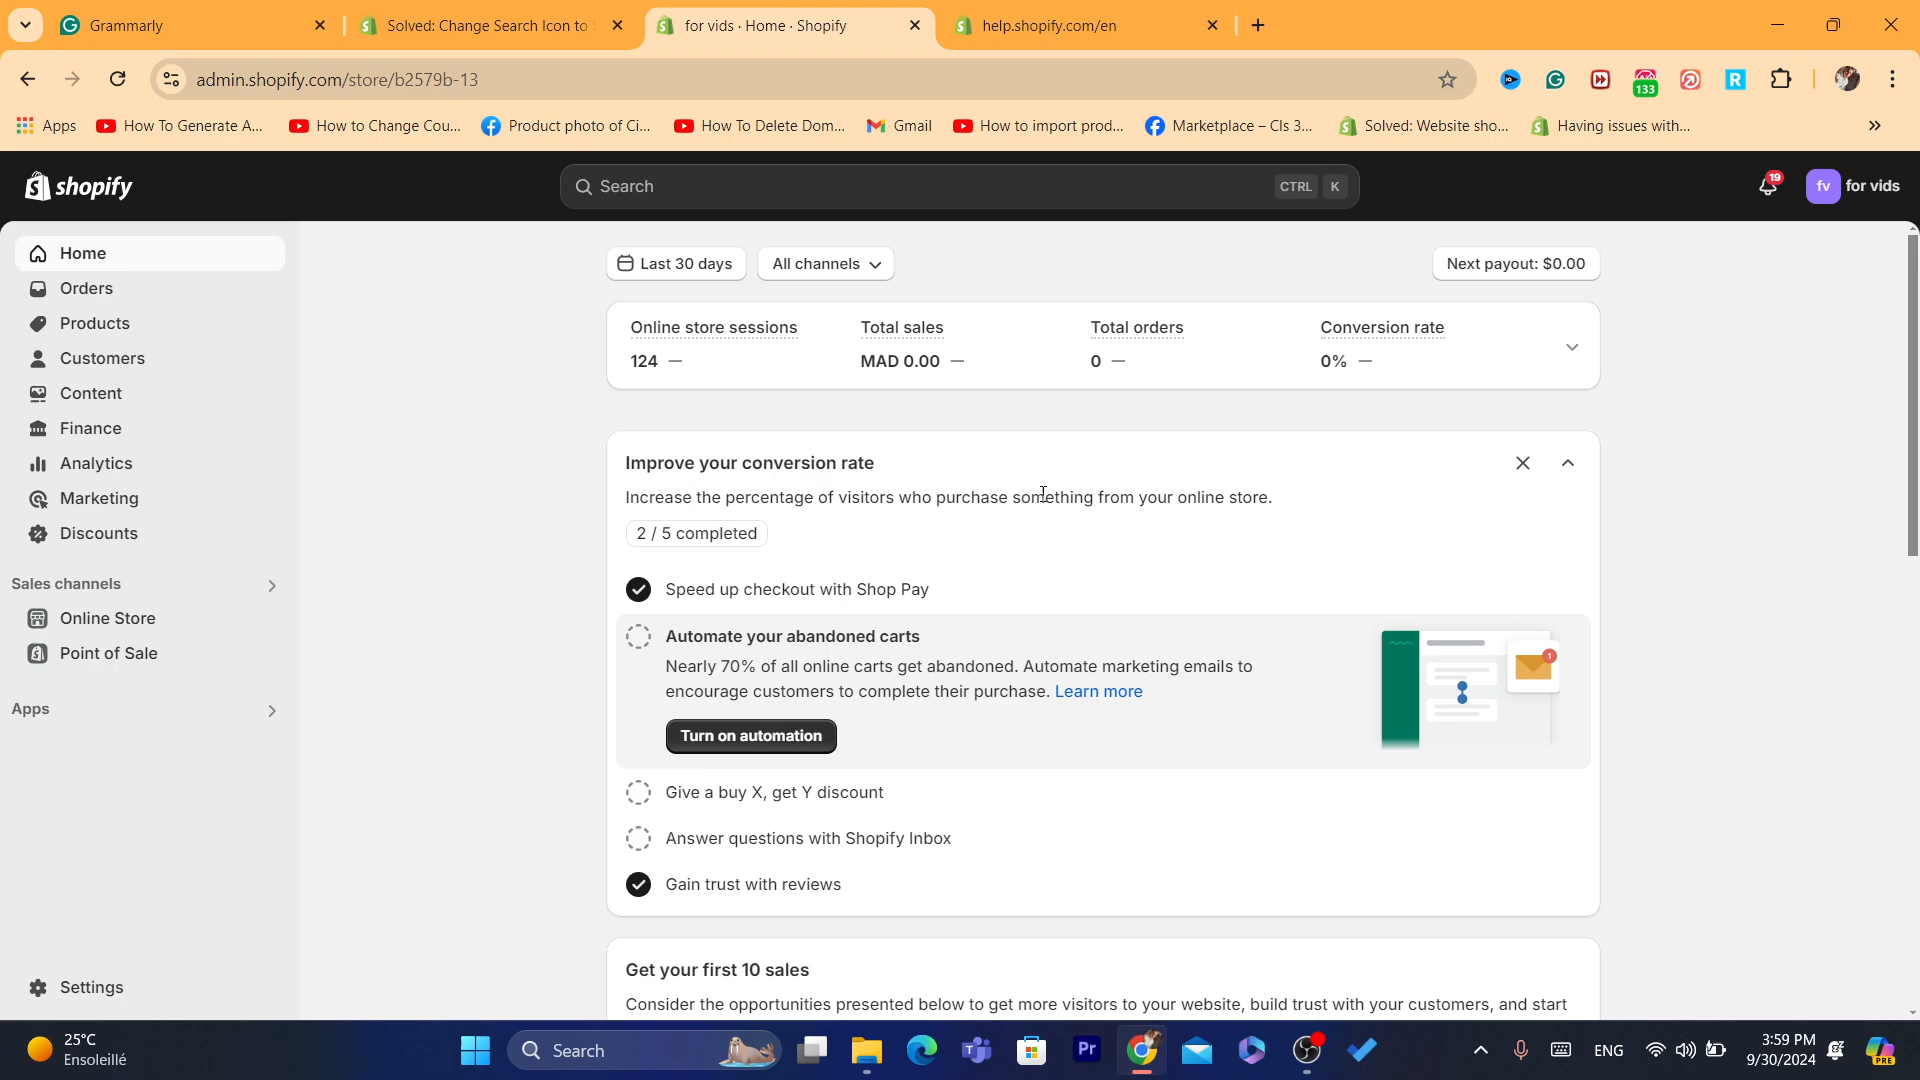 Grammarly
Solved: Change Search Icon to S
for vids · Home · Shopify
help.shopify.com/en
admin.shopify.com/store/b2579b-13
133
Apps
How To Generate A...
How to Change Cou...
Product photo of Ci...
How To Delete Dom...
Gmail
How to import prod...
Marketplace – Cls 3...
Solved: Website sho...
Having issues with...
shopify
Search
CTRL K
19
fv
for vids
Home
Orders
Products
Customers
Content
Finance
Analytics
Marketing
Discounts
Sales channels
Online Store
Point of Sale
Apps
Settings
Last 30 days
All channels
Next payout: $0.00
Online store sessions
124 —
Total sales
MAD 0.00 —
Total orders
0 —
Conversion rate
0% —
Improve your conversion rate
Increase the percentage of visitors who purchase something from your online store.
2 / 5 completed
Speed up checkout with Shop Pay
Automate your abandoned carts
Nearly 70% of all online carts get abandoned. Automate marketing emails to
encourage customers to complete their purchase. Learn more
Turn on automation
1
Give a buy X, get Y discount
Answer questions with Shopify Inbox
Gain trust with reviews
Get your first 10 sales
Consider the opportunities presented below to get more visitors to your website, build trust with your customers, and start
25°C
Ensoleillé
Search
Pr
ENG
3:59 PM
9/30/2024
PRE